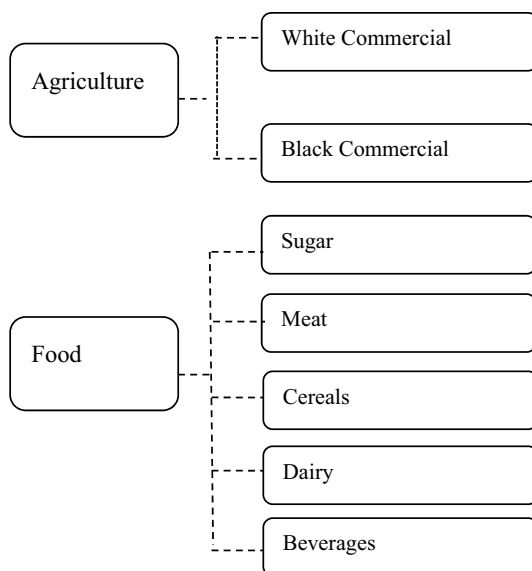 Agriculture
White Commercial
Black Commercial
Food
Sugar
Meat
Cereals
Dairy
Beverages